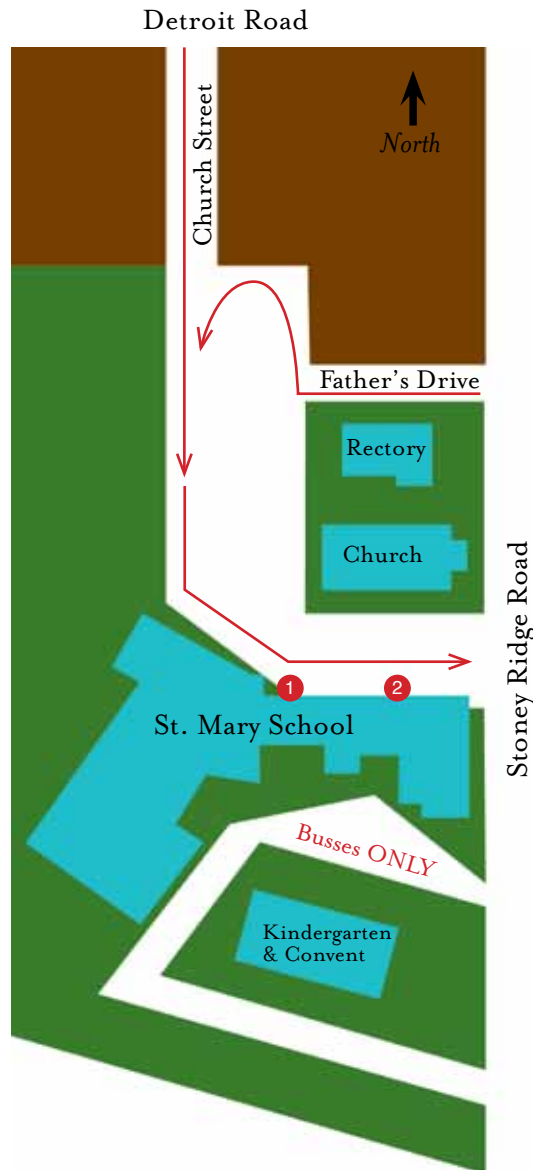 Detroit Road
Church Street
North
Father's Drive
Rectory
Church
Stoney Ridge Road
1
2
St. Mary School
Busses ONLY
Kindergarten
& Convent